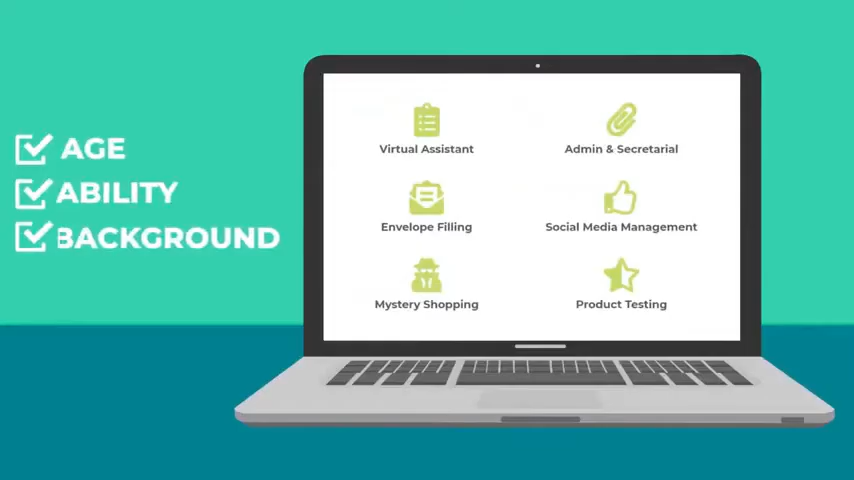 AGE
ABILITY
BACKGROUND
Virtual Assistant
Admin & Secretarial
Envelope Filling
Social Media Management
Mystery Shopping
Product Testing